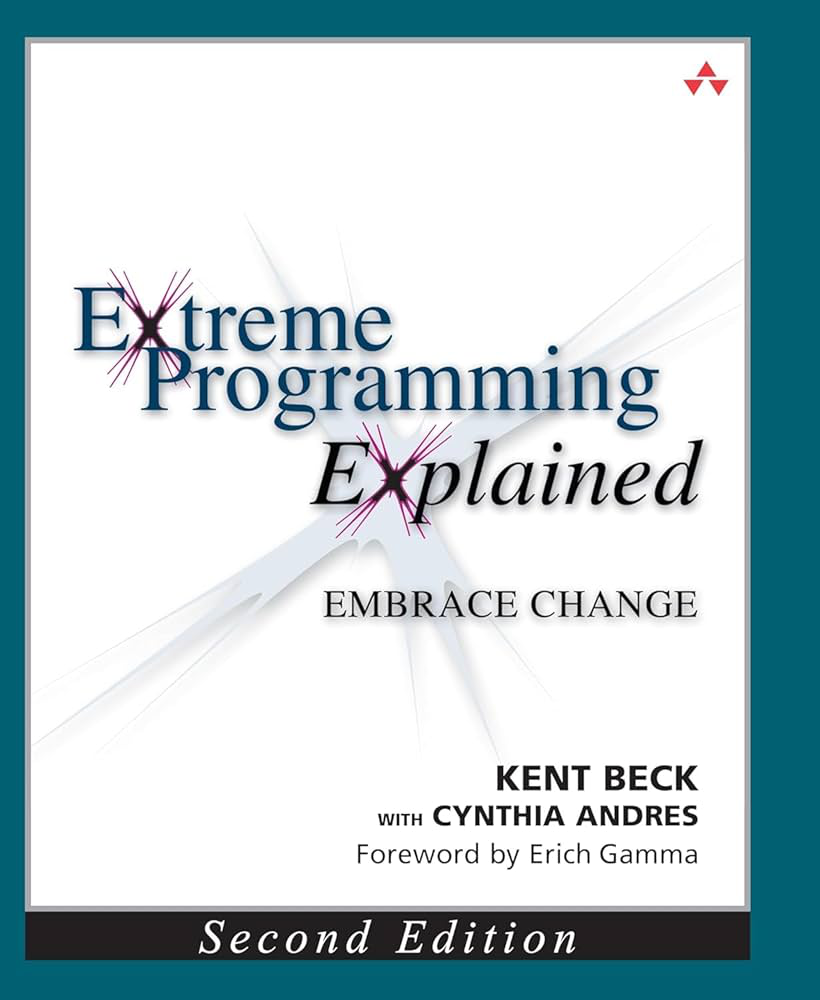 Extreme
Programming
Explained
EMBRACE CHANGE
KENT BECK
WITH CYNTHIA ANDRES
Foreword by Erich Gamma
Second Edition